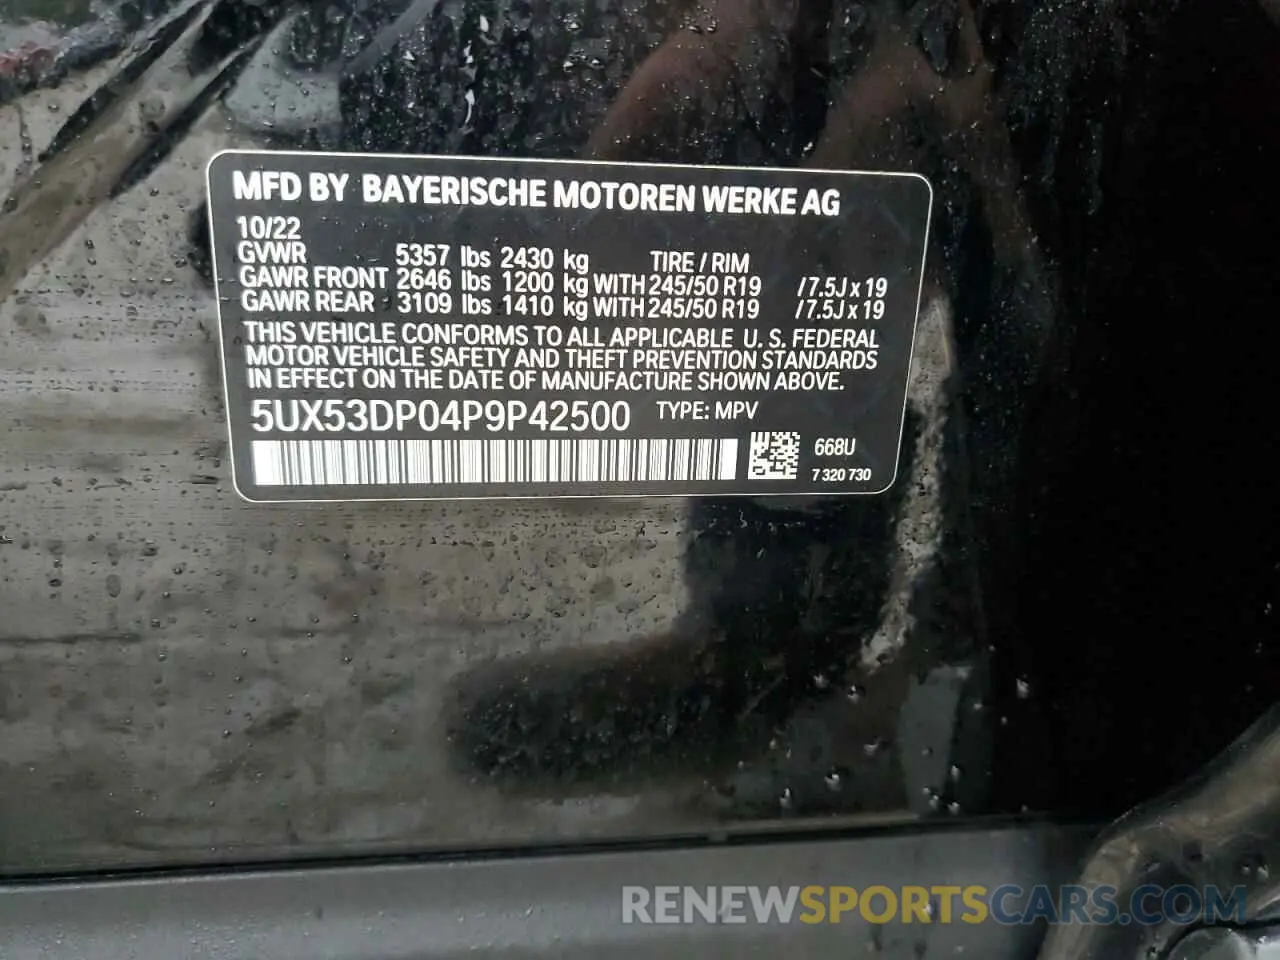 MFD BY BAYERISCHE MOTOREN WERKE AG
10/22
GVWR 5357 lbs 2430 kg TIRE / RIM
GAWR FRONT 2646 lbs 1200 kg WITH 245/50 R19 / 7.5J x 19
GAWR REAR 3109 lbs 1410 kg WITH 245/50 R19 / 7.5J x 19
THIS VEHICLE CONFORMS TO ALL APPLICABLE U. S. FEDERAL
MOTOR VEHICLE SAFETY AND THEFT PREVENTION STANDARDS
IN EFFECT ON THE DATE OF MANUFACTURE SHOWN ABOVE.
5UX53DP04P9P42500 TYPE: MPV
668U
7 320 730
RENEWSPORTSCARS.COM